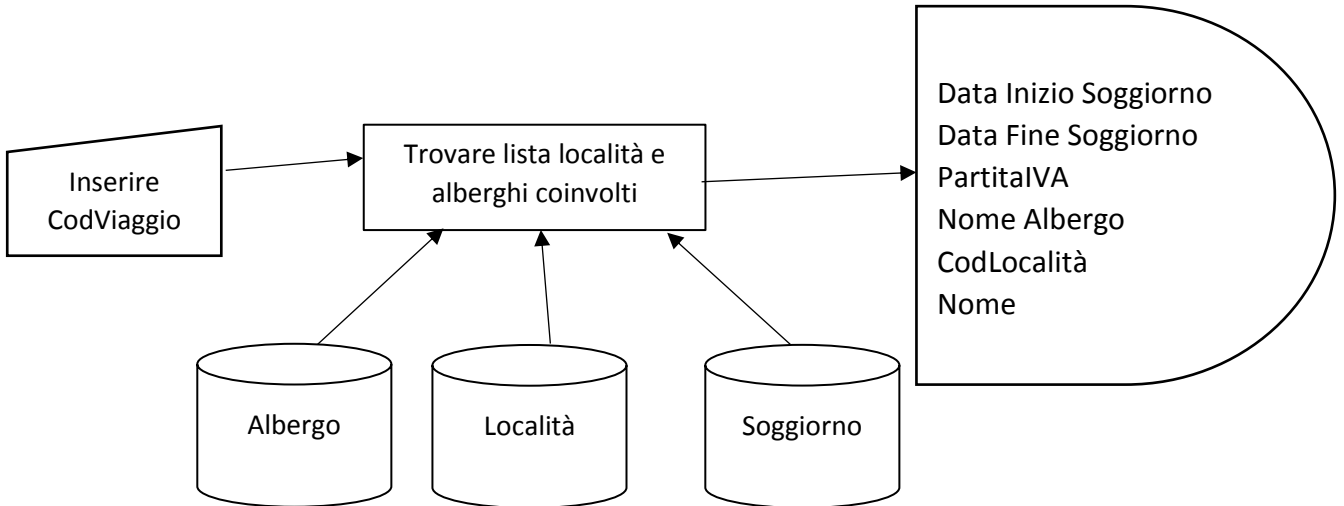 Inserire
CodViaggio
Trovare lista località e
alberghi coinvolti
Data Inizio Soggiorno
Data Fine Soggiorno
PartitaIVA
Nome Albergo
CodLocalità
Nome
Albergo
Località
Soggiorno